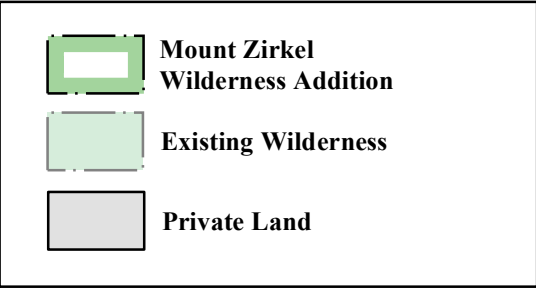 Mount Zirkel
Wilderness Addition
Existing Wilderness
Private Land